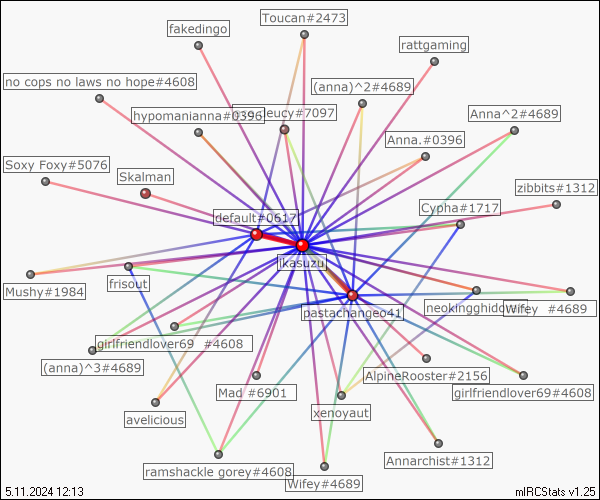 Toucan#2473
fakedingo
rattgaming
no cops no laws no hope#4608
(anna)^2#4689
hypomanianna#0396
leucy#7097
Anna^2#4689
Anna.#0396
Soxy Foxy#5076
Skalman
zibbits#1312
default#0617
Cypha#1717
jkasuzu
frisout
Mushy#1984
pastachangeo41
neokingghidorah
Wifey #4689
girlfriendlover69 #4608
(anna)^3#4689
AlpineRooster#2156
Mad #6901
girlfriendlover69#4608
avelicious
xenoyaut
Annarchist#1312
ramshackle gorey#4608
Wifey#4689
5.11.2024 12:13
mIRCStats v1.25